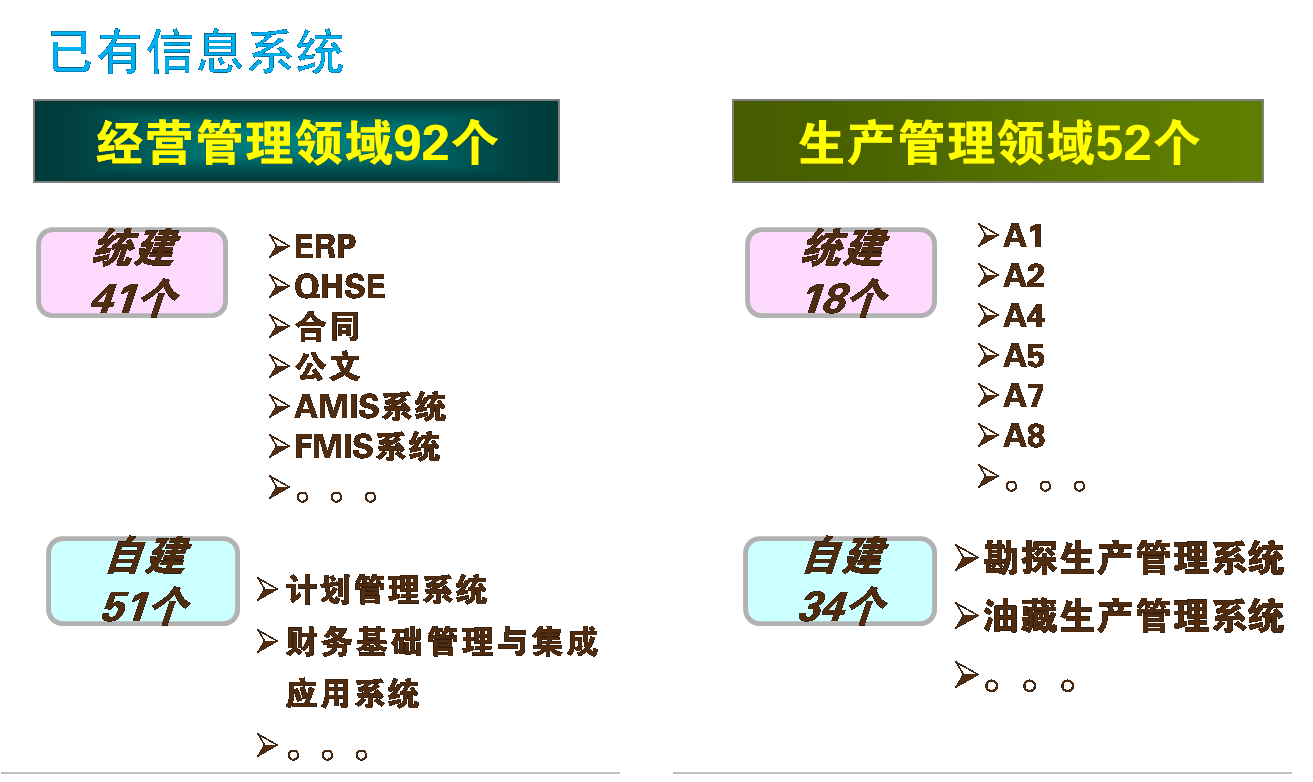 已有信息系统
经营管理领域92个
统建
41个
➢ERP
➢QHSE
➢合同
➢公文
➢AMIS系统
➢FMIS系统
➢。。。
自建
51个
➢计划管理系统
➢财务基础管理与集成
应用系统
➢。。。
生产管理领域52个
统建
18个
➢A1
➢A2
➢A4
➢A5
➢A7
➢A8
➢。。。
自建
34个
➢勘探生产管理系统
➢油藏生产管理系统
➢。。。